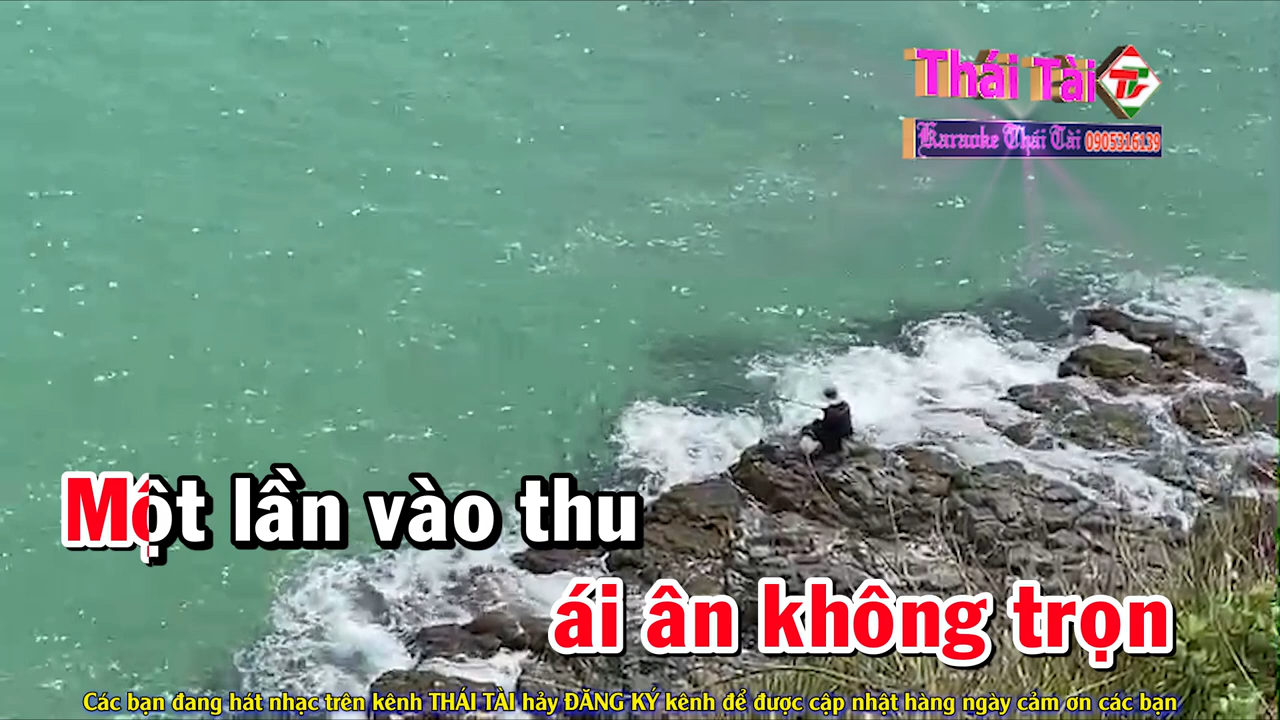 Thái Tài
Karaoke Thái Tài 0905316139
Một lần vào thu
ái ân không trọn
Các bạn đang hát nhạc trên kênh THÁI TÀI hảy ĐĂNG KÝ kênh để được cập nhật hàng ngày cảm ơn các bạn